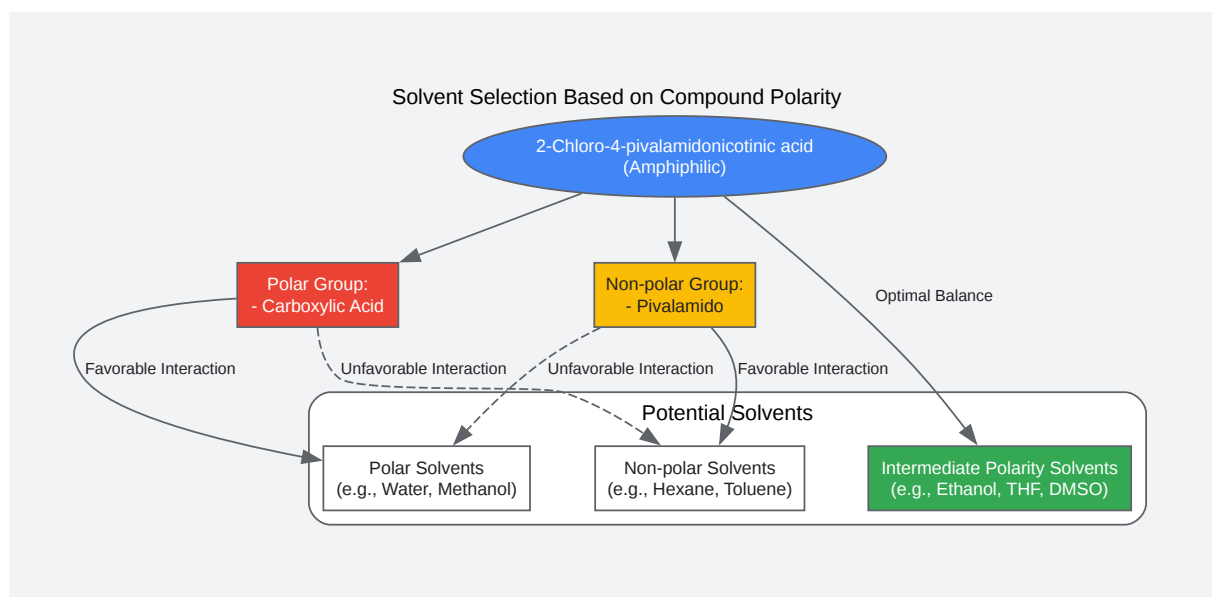 Solvent Selection Based on Compound Polarity
2-Chloro-4-pivalamidonicotinic acid
(Amphiphilic)
Polar Group:
- Carboxylic Acid
Non-polar Group:
- Pivalamido
Optimal Balance
Favorable Interaction
Unfavorable Interaction
Unfavorable Interaction
Favorable Interaction
Potential Solvents
Polar Solvents
(e.g., Water, Methanol)
Non-polar Solvents
(e.g., Hexane, Toluene)
Intermediate Polarity Solvents
(e.g., Ethanol, THF, DMSO)